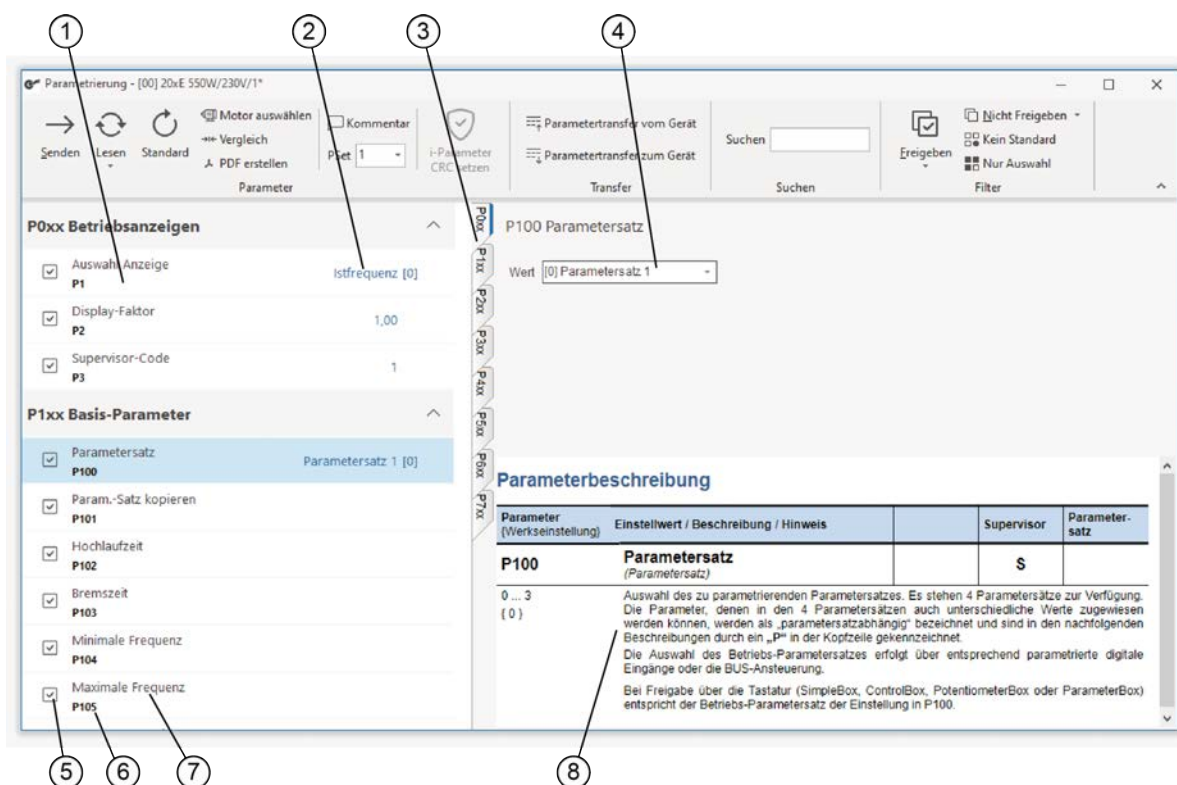 1 2 3 4
Parametrierung - [00] 20xE 550W/230V/1*
Senden
Lesen
Standard
Motor auswählen
Vergleich
PDF erstellen
Kommentar
PSet 1
Parameter
i-Parameter
CRC setzen
Parametertransfer vom Gerät
Parametertransfer zum Gerät
Transfer
Suchen
Suchen
Freigeben
Nicht Freigeben
Kein Standard
Nur Auswahl
Filter
P0xx Betriebsanzeigen
Auswahl Anzeige
P1
Istfrequenz [0]
Display-Faktor
P2
1,00
Supervisor-Code
P3
1
P1xx Basis-Parameter
Parametersatz
P100
Parametersatz 1 [0]
Param.-Satz kopieren
P101
Hochlaufzeit
P102
Bremszeit
P103
Minimale Frequenz
P104
Maximale Frequenz
P105
P0xx
P1xx
P2xx
P3xx
P4xx
P5xx
P6xx
P7xx
P100 Parametersatz
Wert [0] Parametersatz 1
Parameterbeschreibung
Parameter
{Werkseinstellung}
Einstellwert / Beschreibung / Hinweis
Supervisor
Parameter-
satz
P100
Parametersatz
(Parametersatz)
S
0 ... 3
{ 0 }
Auswahl des zu parametrierenden Parametersatzes. Es stehen 4 Parametersätze zur Verfügung.
Die Parameter, denen in den 4 Parametersätzen auch unterschiedliche Werte zugewiesen
werden können, werden als „parametersatzabhängig“ bezeichnet und sind in den nachfolgenden
Beschreibungen durch ein „P“ in der Kopfzeile gekennzeichnet.
Die Auswahl des Betriebs-Parametersatzes erfolgt über entsprechend parametrierte digitale
Eingänge oder die BUS-Ansteuerung.
Bei Freigabe über die Tastatur (SimpleBox, ControlBox, PotentiometerBox oder ParameterBox)
entspricht der Betriebs-Parametersatz der Einstellung in P100.
5 6 7 8